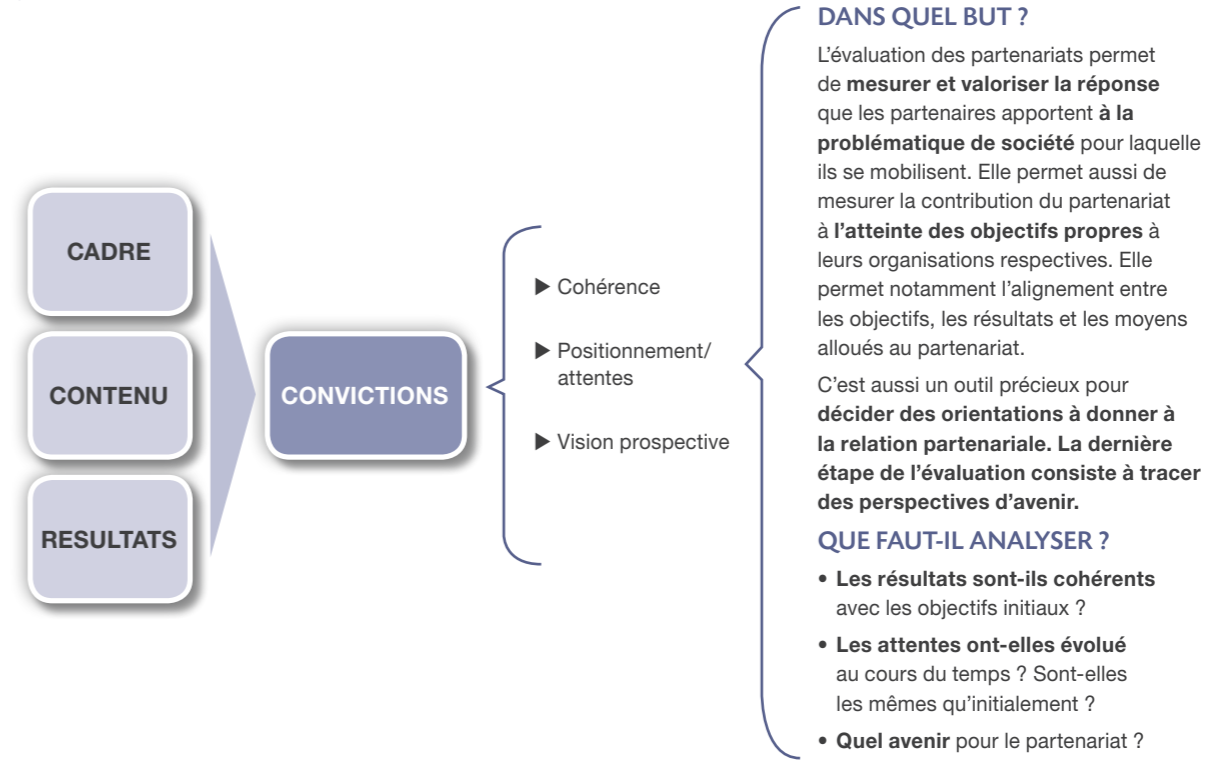 CADRE
CONTENU
RESULTATS
CONVICTIONS
▶ Cohérence
▶ Positionnement/
attentes
▶ Vision prospective
DANS QUEL BUT ?
L’évaluation des partenariats permet
de mesurer et valoriser la réponse
que les partenaires apportent à la
problématique de société pour laquelle
ils se mobilisent. Elle permet aussi de
mesurer la contribution du partenariat
à l’atteinte des objectifs propres à
leurs organisations respectives. Elle
permet notamment l’alignement entre
les objectifs, les résultats et les moyens
alloués au partenariat.
C’est aussi un outil précieux pour
décider des orientations à donner à
la relation partenariale. La dernière
étape de l’évaluation consiste à tracer
des perspectives d’avenir.
QUE FAUT-IL ANALYSER ?
• Les résultats sont-ils cohérents
avec les objectifs initiaux ?
• Les attentes ont-elles évolué
au cours du temps ? Sont-elles
les mêmes qu’initialement ?
• Quel avenir pour le partenariat ?